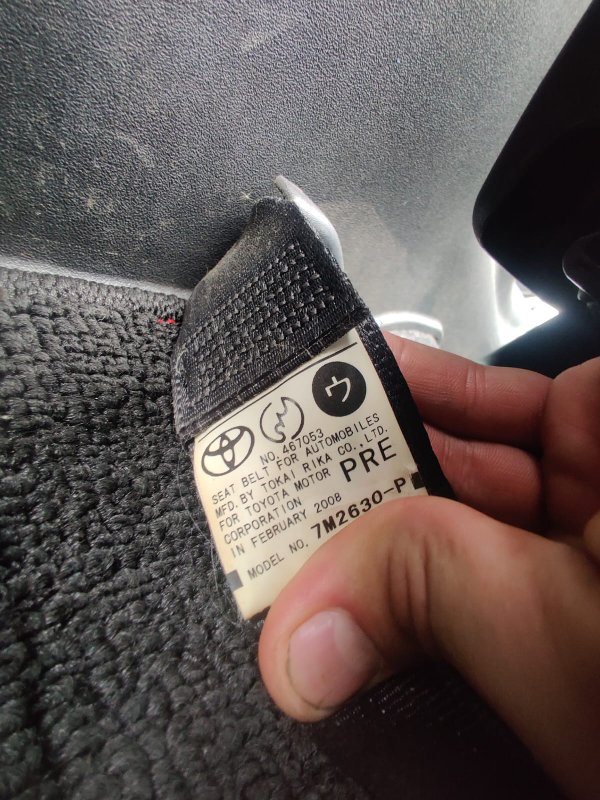 ウ
NO. 467053
SEAT BELT FOR AUTOMOBILES
MFD. BY TOKAI RIKA CO., LTD.
FOR TOYOTA MOTOR PRE
CORPORATION
IN FEBRUARY 2008
MODEL NO. 7M2630-P